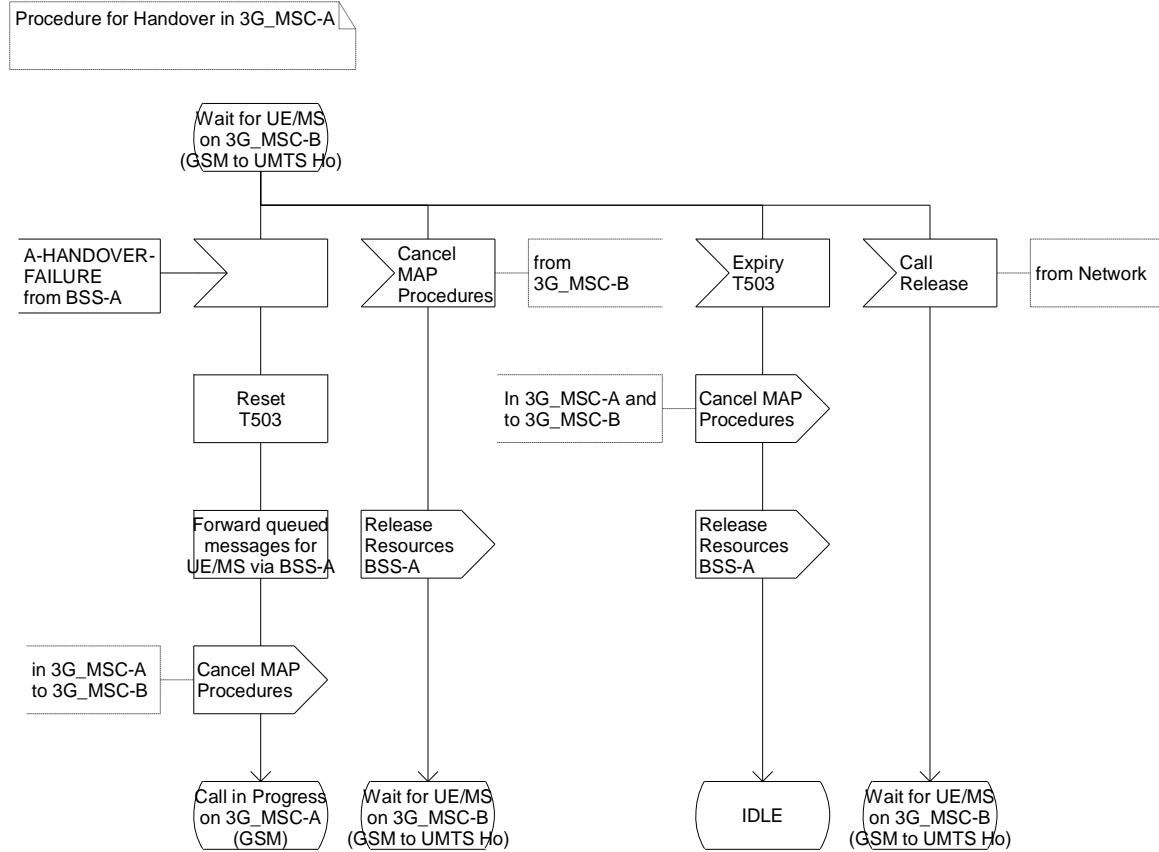 Procedure for Handover in 3G_MSC-A
Wait for UE/MS
on 3G_MSC-B
(GSM to UMTS Ho)
A-HANDOVER-
FAILURE
from BSS-A
Cancel
MAP
Procedures
from
3G_MSC-B
Expiry
T503
Call
Release
from Network
Reset
T503
In 3G_MSC-A and
to 3G_MSC-B
Cancel MAP
Procedures
Forward queued
messages for
UE/MS via BSS-A
Release
Resources
BSS-A
Release
Resources
BSS-A
in 3G_MSC-A
to 3G_MSC-B
Cancel MAP
Procedures
Call in Progress
on 3G_MSC-A
(GSM)
Wait for UE/MS
on 3G_MSC-B
(GSM to UMTS Ho)
IDLE
Wait for UE/MS
on 3G_MSC-B
(GSM to UMTS Ho)